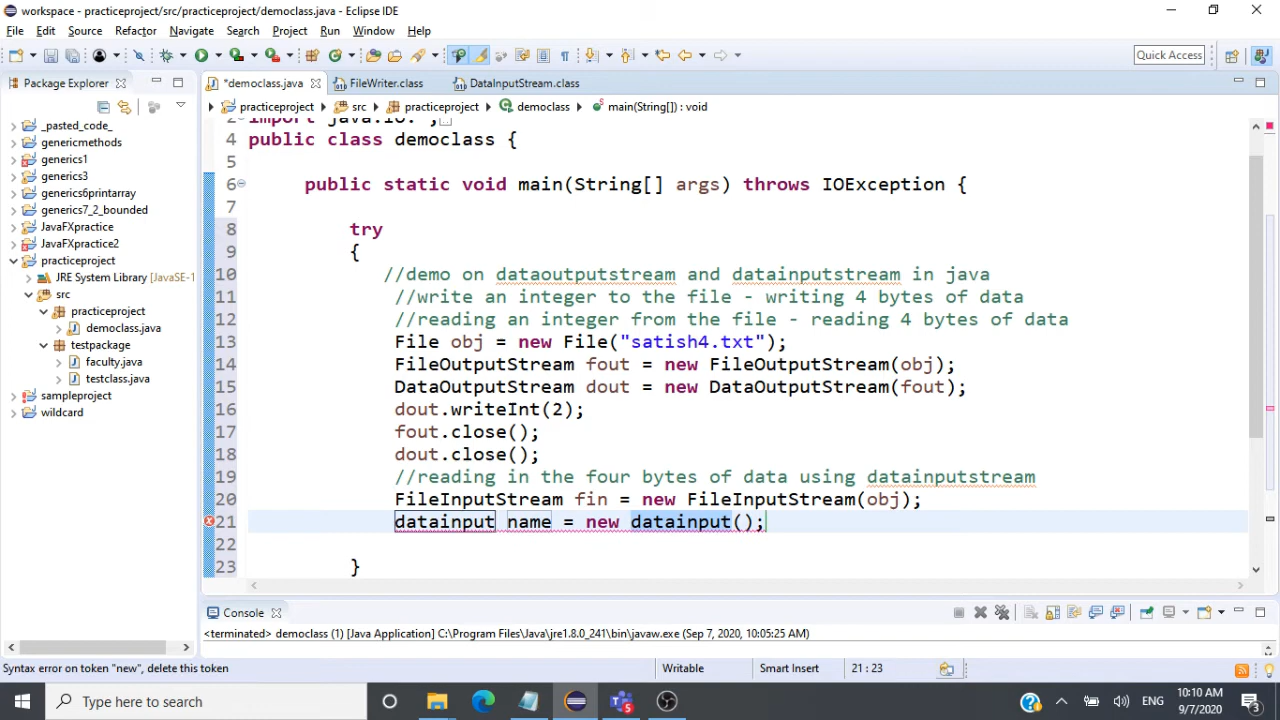 workspace - practiceproject/src/practiceproject/democlass.java - Eclipse IDE
File Edit Source Refactor Navigate Search Project Run Window Help
Quick Access
Package Explorer
*democlass.java FileWriter.class DataInputStream.class
practiceproject src practiceproject democlass main(String[]) : void
_pasted_code_
genericmethods
generics1
generics3
generics6printarray
generics7_2_bounded
JavaFXpractice
JavaFXpractice2
practiceproject
JRE System Library [JavaSE-1
src
practiceproject
democlass.java
testpackage
faculty.java
testclass.java
sampleproject
wildcard
2 import java.io.*;
4 public class democlass {
5
6 public static void main(String[] args) throws IOException {
7
8 try
9 {
10 //demo on dataoutputstream and datainputstream in java
11 //write an integer to the file - writing 4 bytes of data
12 //reading an integer from the file - reading 4 bytes of data
13 File obj = new File("satish4.txt");
14 FileOutputStream fout = new FileOutputStream(obj);
15 DataOutputStream dout = new DataOutputStream(fout);
16 dout.writeInt(2);
17 fout.close();
18 dout.close();
19 //reading in the four bytes of data using datainputstream
20 FileInputStream fin = new FileInputStream(obj);
21 datainput name = new datainput();
22
23 }
Console
<terminated> democlass (1) [Java Application] C:\Program Files\Java\jre1.8.0_241\bin\javaw.exe (Sep 7, 2020, 10:05:25 AM)
Syntax error on token "new", delete this token
Writable Smart Insert 21 : 23
Type here to search
ENG
10:10 AM
9/7/2020
3